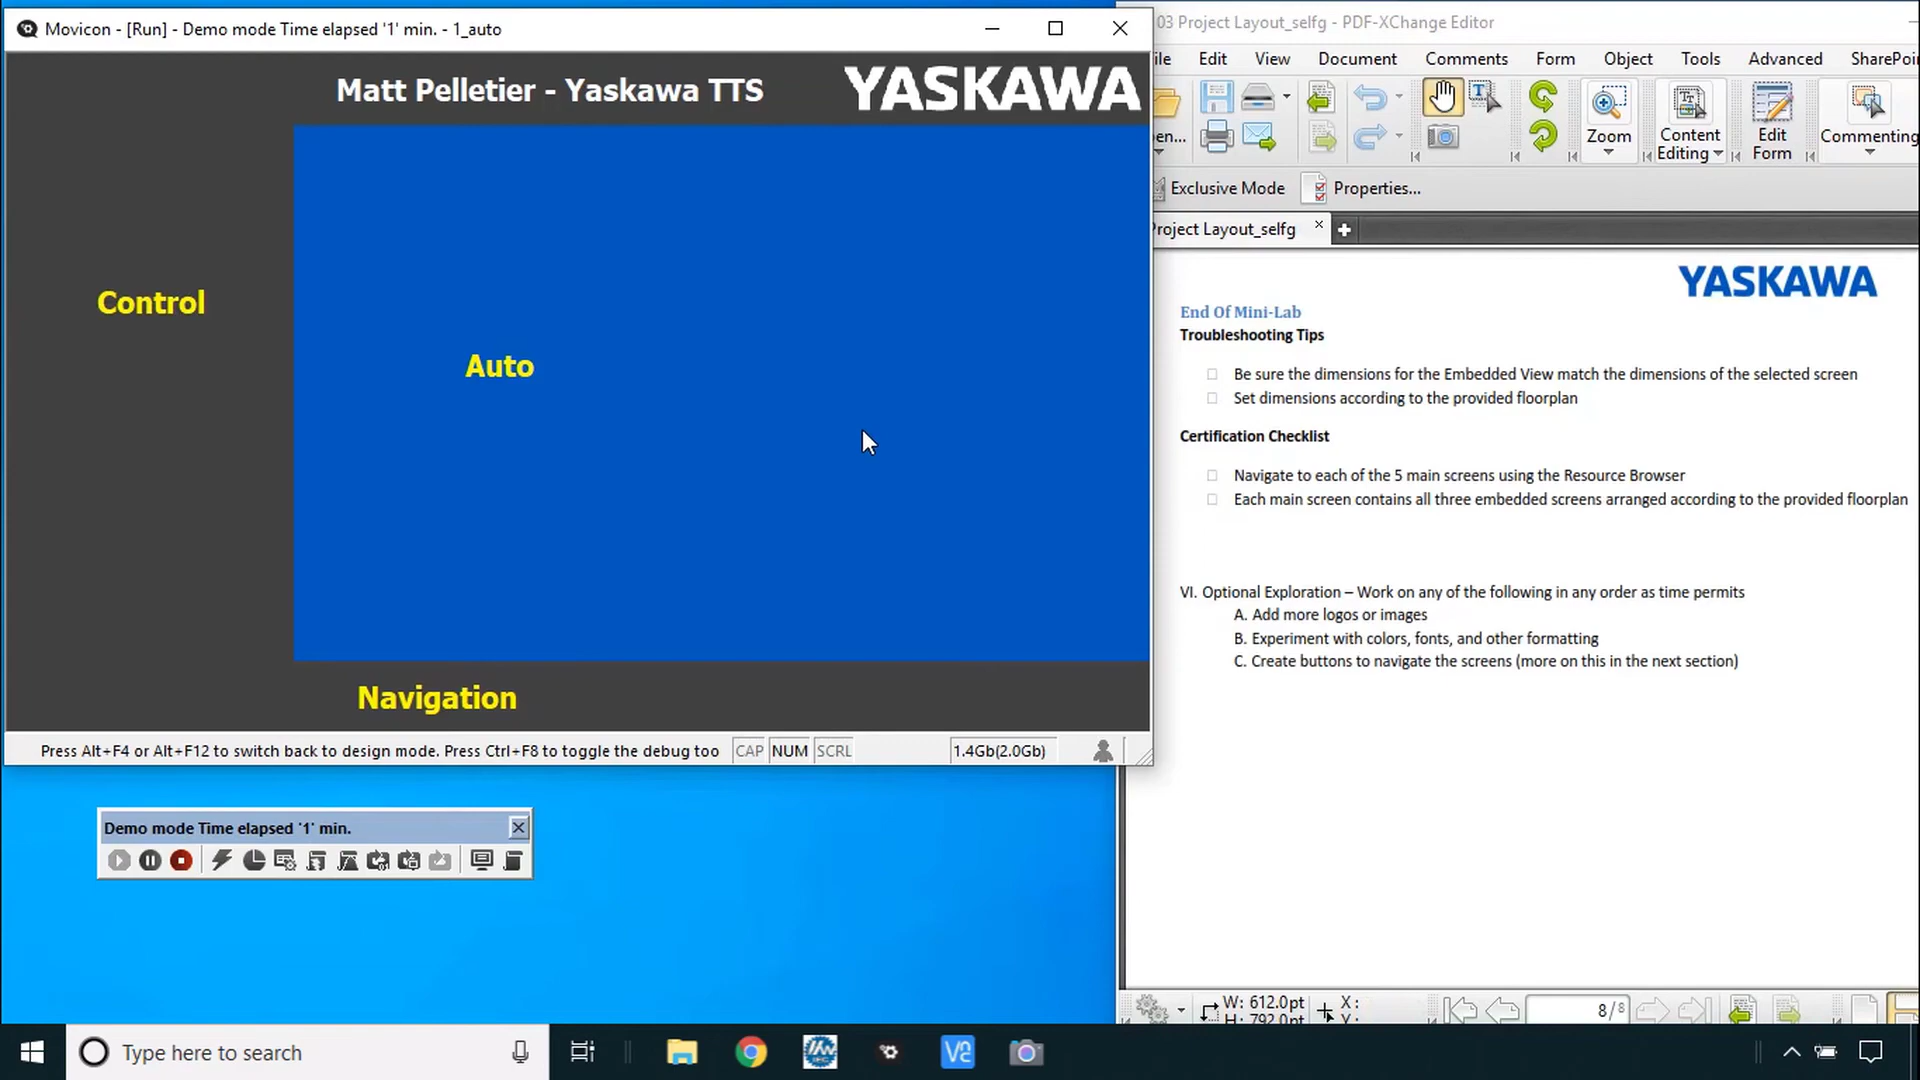 Movicon - [Run] - Demo mode Time elapsed '1' min. - 1_auto
Matt Pelletier - Yaskawa TTS
YASKAWA
Control
Auto
Navigation
Press Alt+F4 or Alt+F12 to switch back to design mode. Press Ctrl+F8 to toggle the debug too
CAP NUM SCRL
1.4Gb(2.0Gb)
Demo mode Time elapsed '1' min.
03 Project Layout_selfg - PDF-XChange Editor
ile Edit View Document Comments Form Object Tools Advanced SharePoi
en...
Zoom
Content Editing
Edit Form
Commenting
Exclusive Mode Properties...
Project Layout_selfg
YASKAWA
End Of Mini-Lab
Troubleshooting Tips
Be sure the dimensions for the Embedded View match the dimensions of the selected screen
Set dimensions according to the provided floorplan
Certification Checklist
Navigate to each of the 5 main screens using the Resource Browser
Each main screen contains all three embedded screens arranged according to the provided floorplan
VI. Optional Exploration – Work on any of the following in any order as time permits
A. Add more logos or images
B. Experiment with colors, fonts, and other formatting
C. Create buttons to navigate the screens (more on this in the next section)
W: 612.0pt X:
H: 792.0pt Y:
8/8
Type here to search